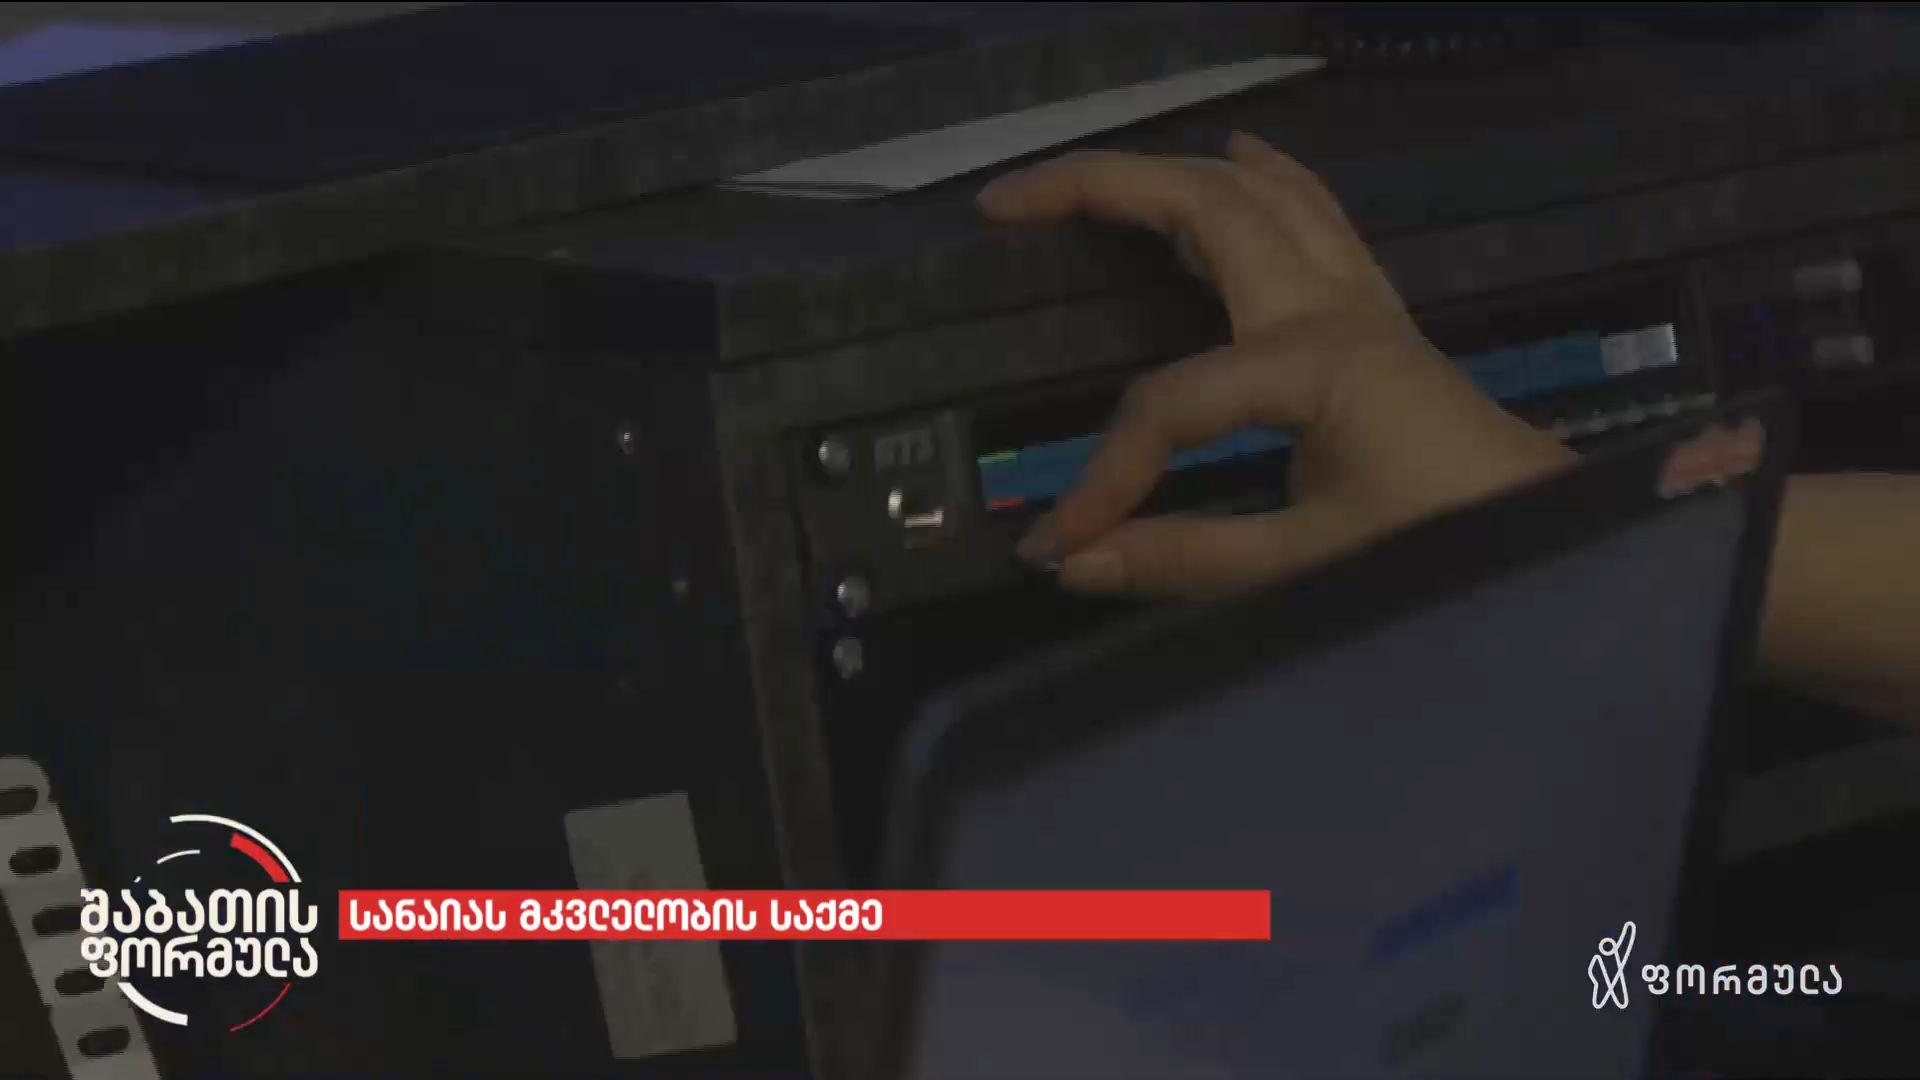 შაბათის
ფორმულა
სანაიას მკვლელობის საქმე
ფორმულა